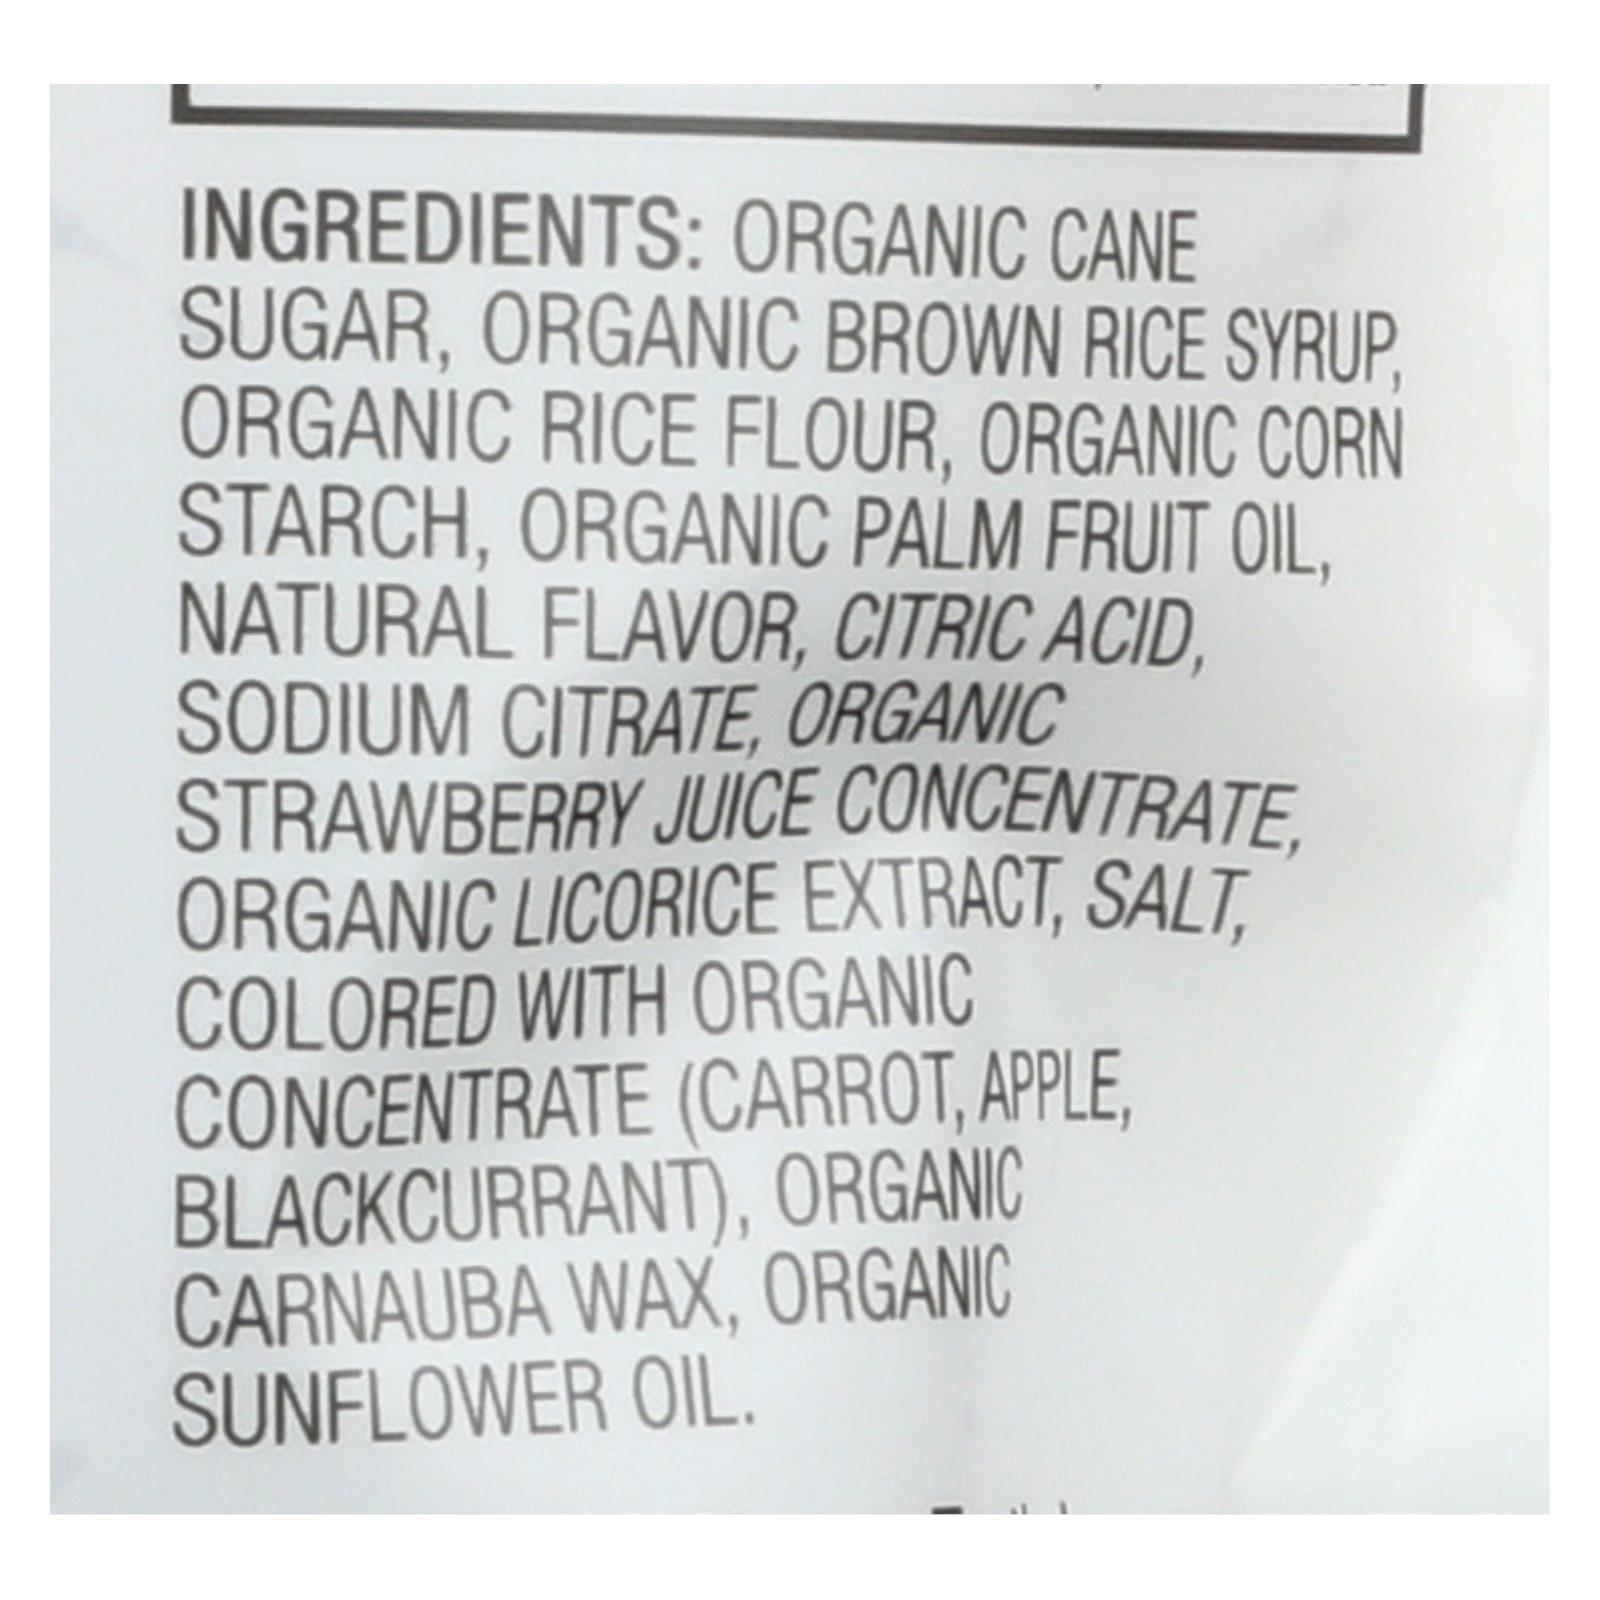 INGREDIENTS: ORGANIC CANE
SUGAR, ORGANIC BROWN RICE SYRUP,
ORGANIC RICE FLOUR, ORGANIC CORN
STARCH, ORGANIC PALM FRUIT OIL,
NATURAL FLAVOR, CITRIC ACID,
SODIUM CITRATE, ORGANIC
STRAWBERRY JUICE CONCENTRATE,
ORGANIC LICORICE EXTRACT, SALT,
COLORED WITH ORGANIC
CONCENTRATE (CARROT, APPLE,
BLACKCURRANT), ORGANIC
CARNAUBA WAX, ORGANIC
SUNFLOWER OIL.